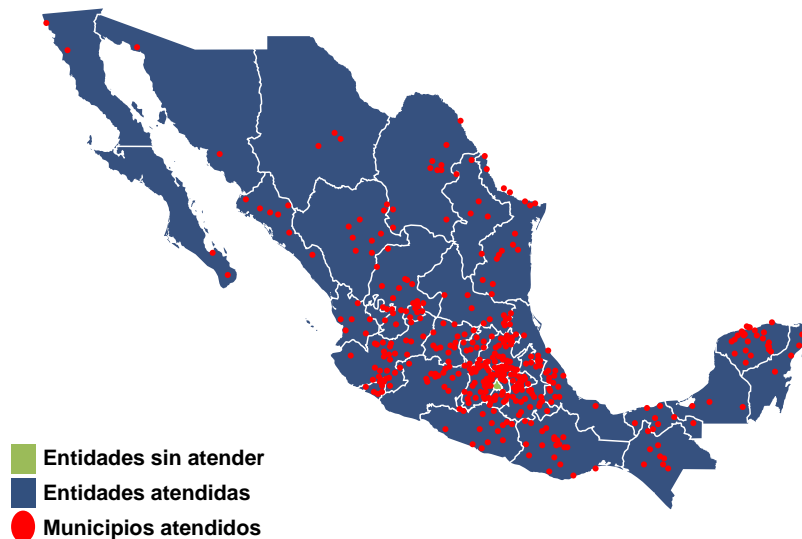 Entidades sin atender
Entidades atendidas
Municipios atendidos